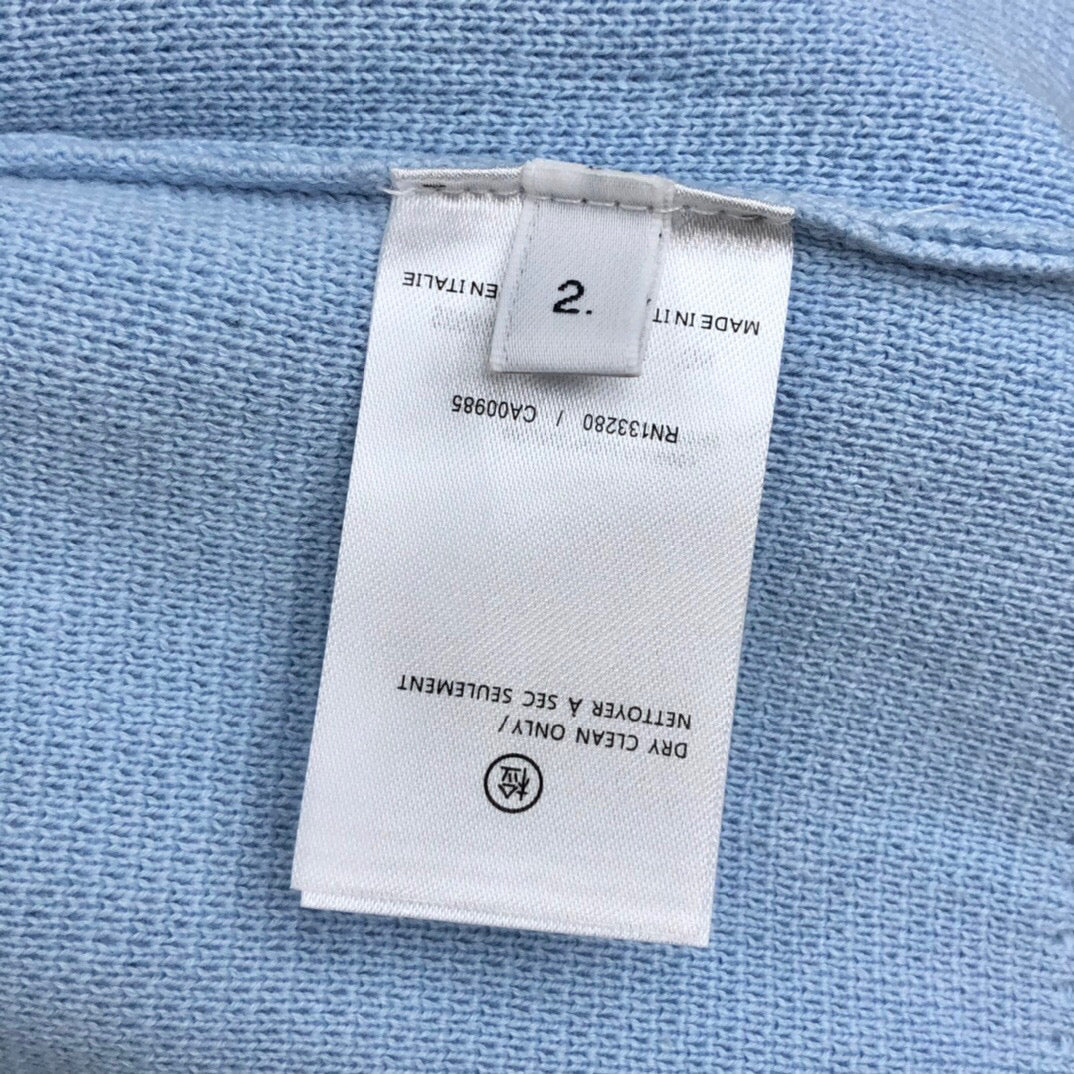 2.
MADE IN IT
EN ITALIE
RN133280 / CA00985
DRY CLEAN ONLY/
NETTOYER À SEC SEULEMENT